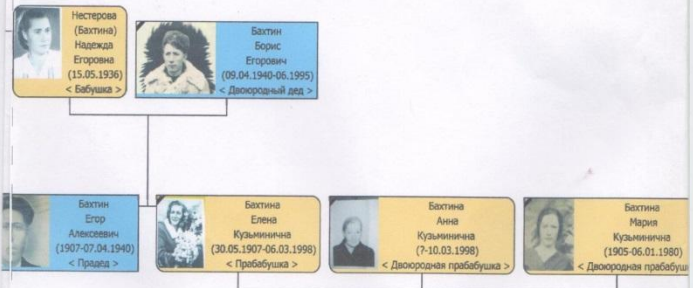 Нестерова
(Бахтина)
Надежда
Егоровна
(15.05.1936)
< Бабушка >
Бахтин
Борис
Егорович
(09.04.1940-06.1995)
< Двоюродный дед >
Бахтин
Егор
Алексеевич
(1907-07.04.1940)
< Прадед >
Бахтина
Елена
Кузьминична
(30.05.1907-06.03.1998)
< Прабабушка >
Бахтина
Анна
Кузьминична
(?-10.03.1998)
< Двоюродная прабабушка >
Бахтина
Мария
Кузьминична
(1905-06.01.1980)
< Двоюродная прабабушк